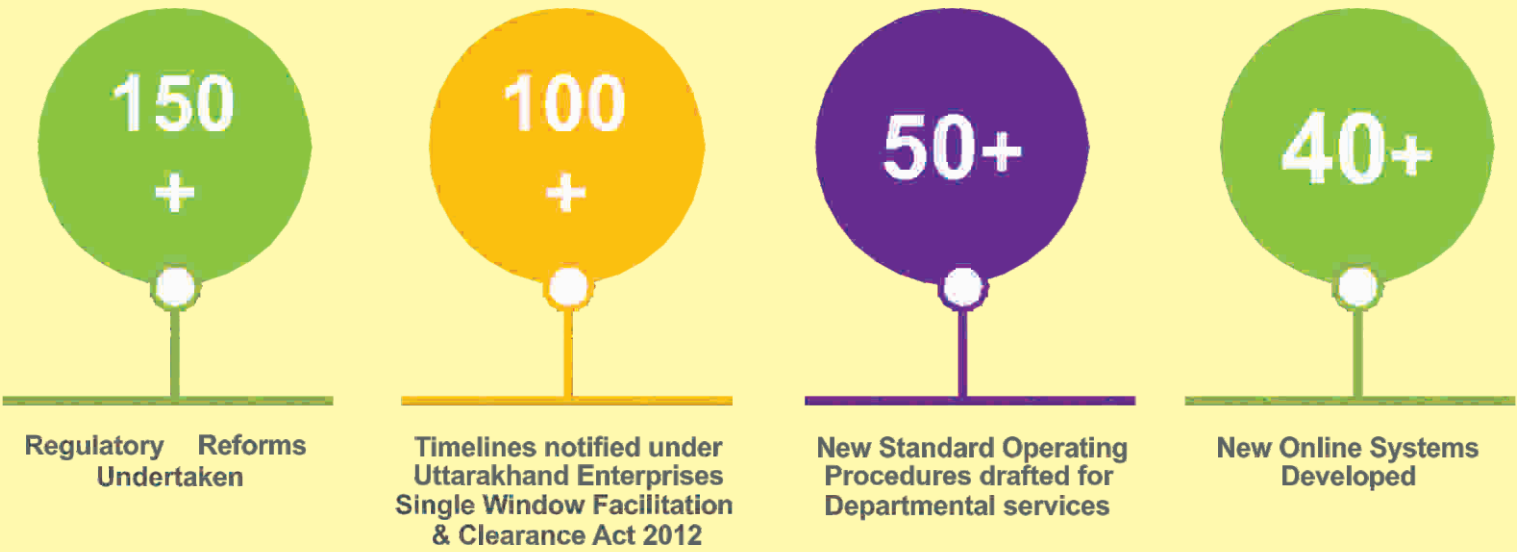 150
+
100
+
50+
40+
Regulatory Reforms
Undertaken
Timelines notified under
Uttarakhand Enterprises
Single Window Facilitation
& Clearance Act 2012
New Standard Operating
Procedures drafted for
Departmental services
New Online Systems
Developed